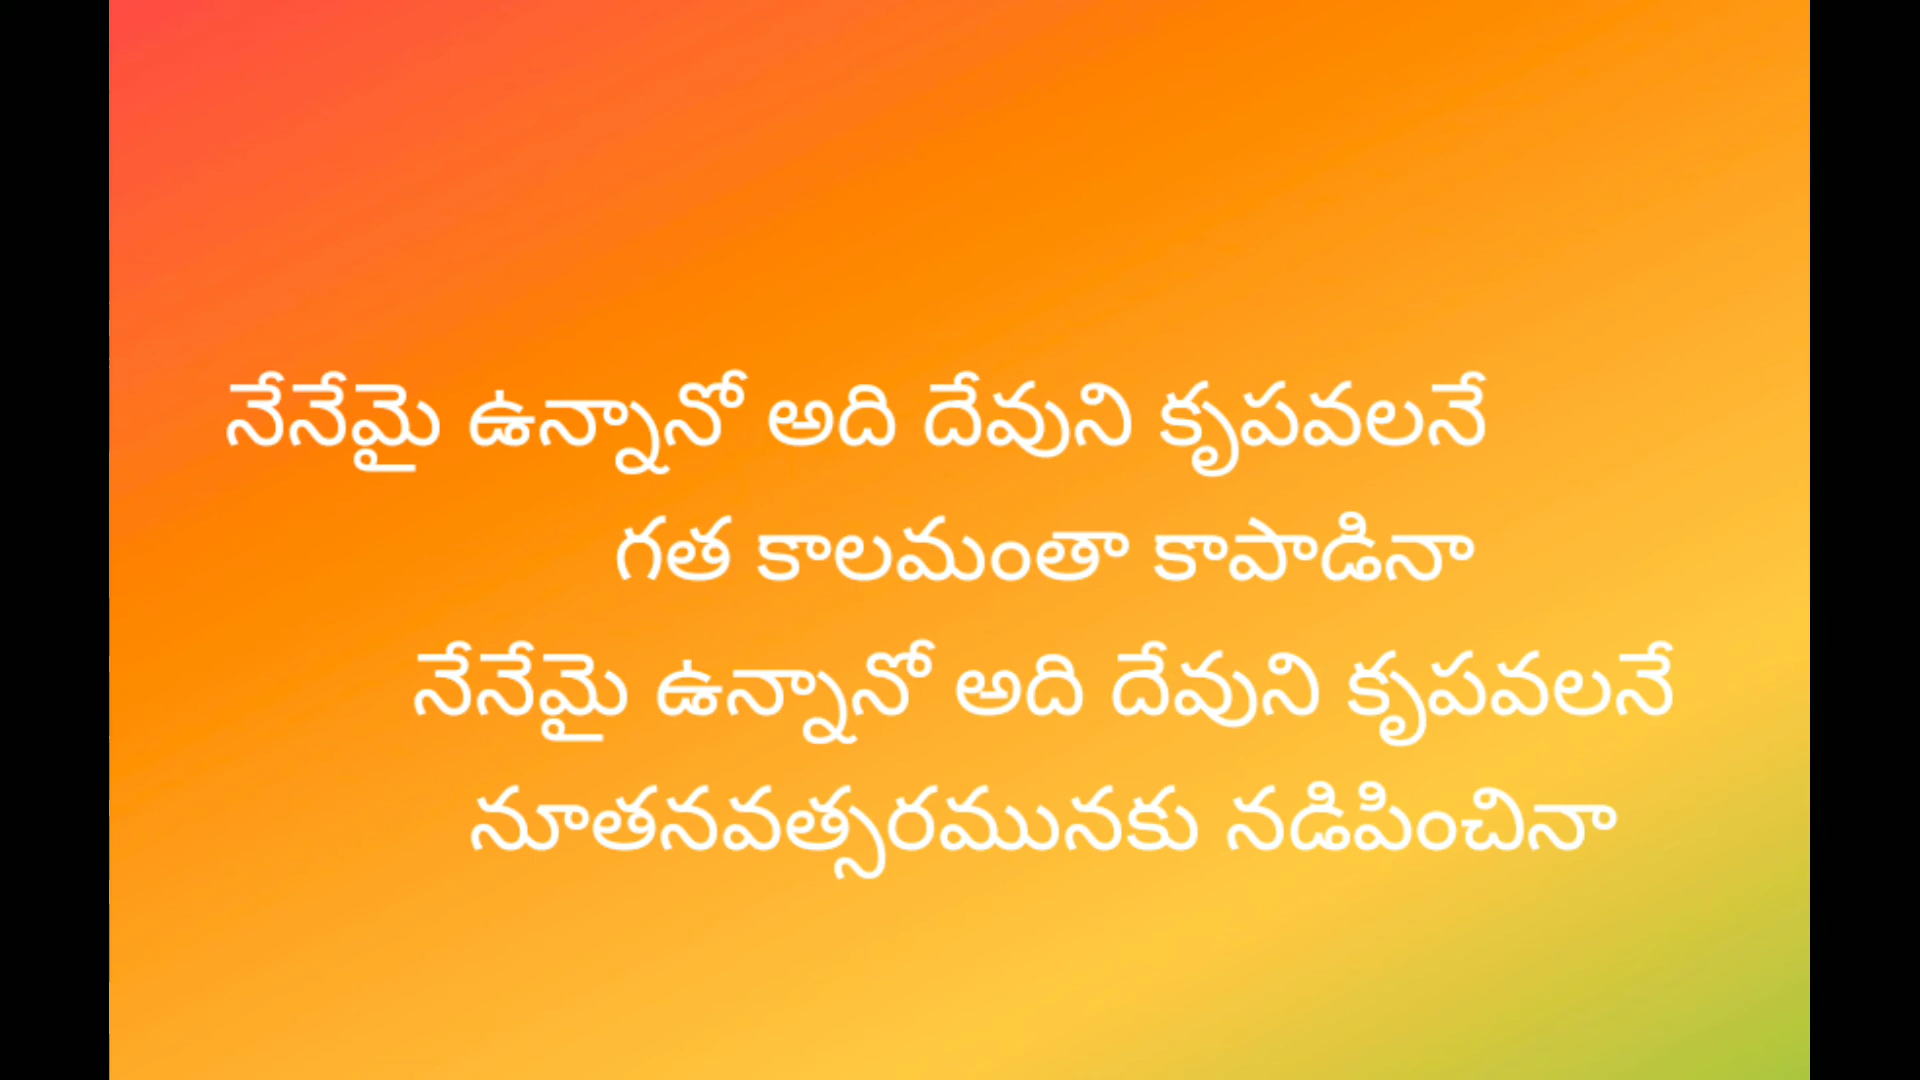 నేనేమై ఉన్నానో అది దేవుని కృపవలనే
గత కాలమంతా కాపాడినా
నేనేమై ఉన్నానో అది దేవుని కృపవలనే
నూతనవత్సరమునకు నడిపించినా